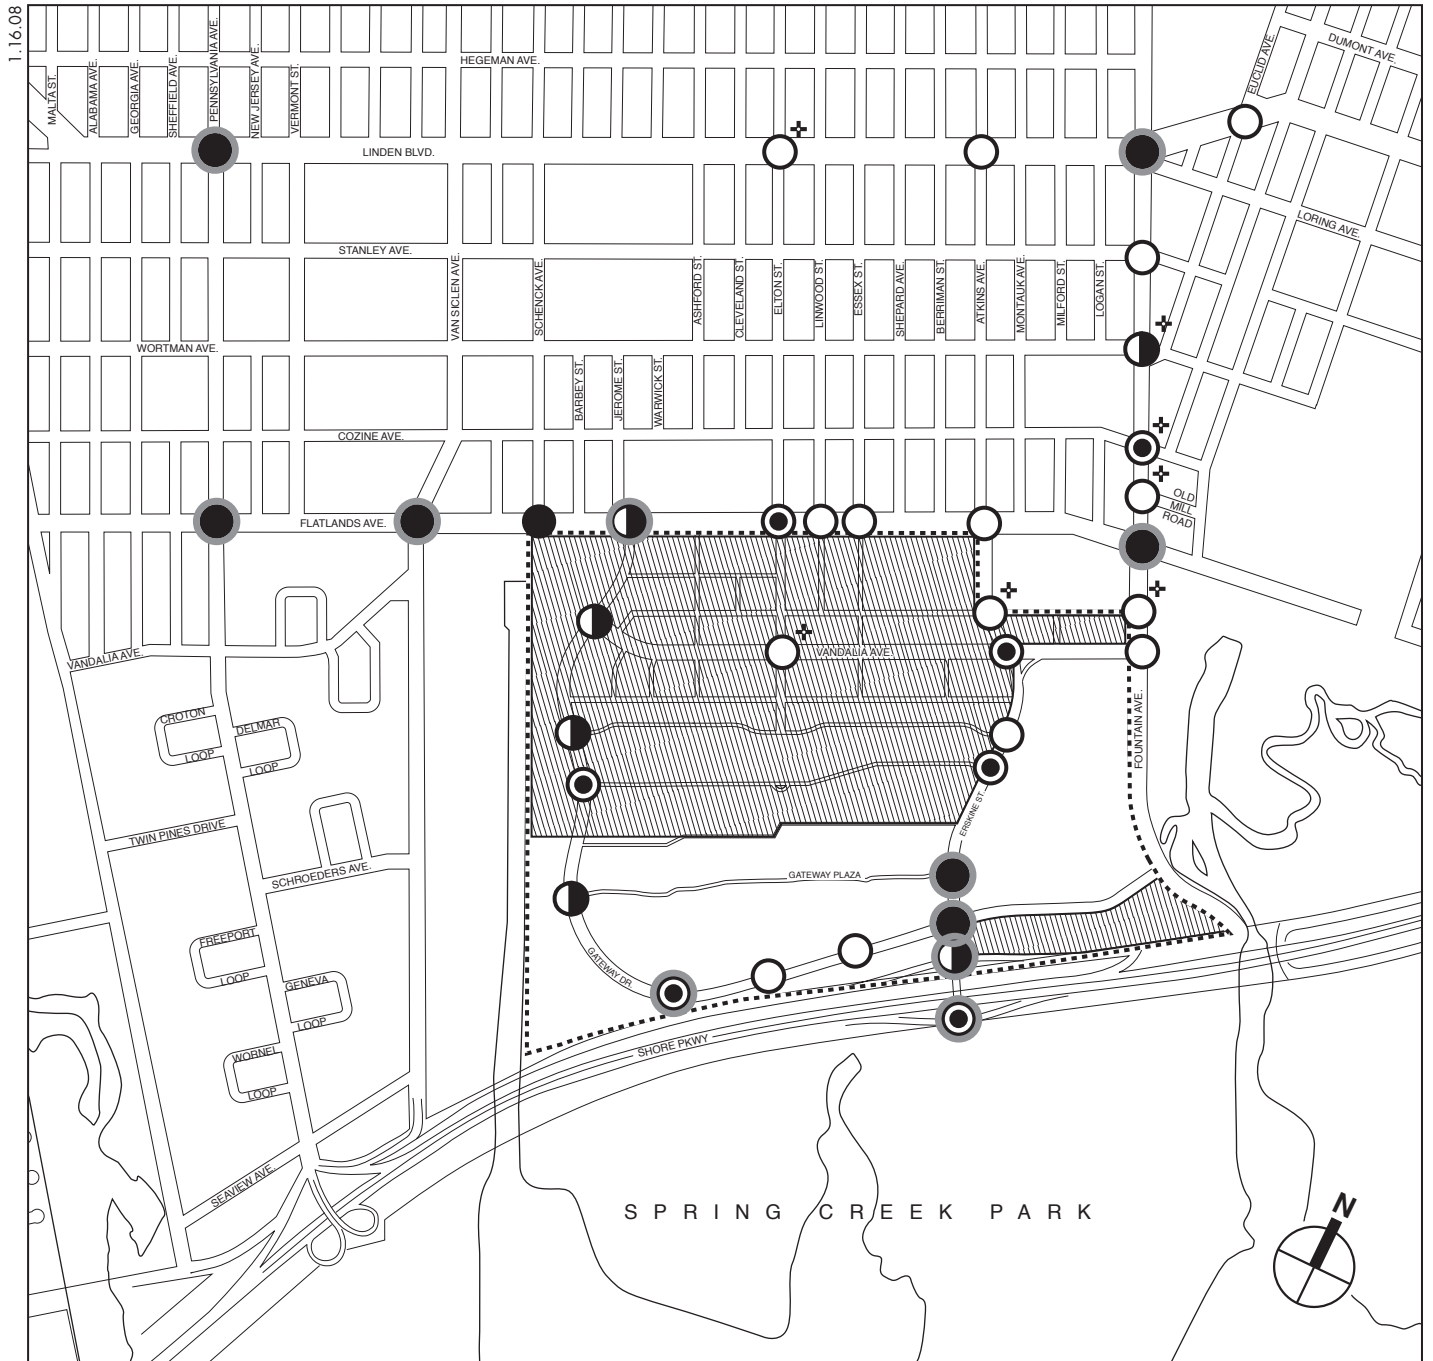 1.16.08
MALTA ST.
ALABAMA AVE.
GEORGIA AVE.
SHEFFIELD AVE.
PENNSYLVANIA AVE.
NEW JERSEY AVE.
VERMONT ST.
HEGEMAN AVE.
EUCLID AVE.
DUMONT AVE.
LINDEN BLVD.
LORING AVE.
STANLEY AVE.
VAN SICLEN AVE.
SCHENCK AVE.
ASHFORD ST.
CLEVELAND ST.
ELTON ST.
LINWOOD ST.
ESSEX ST.
SHEPARD AVE.
BERRIMAN ST.
ATKINS AVE.
MONTAUK AVE.
MILFORD ST.
LOGAN ST.
WORTMAN AVE.
BARBEY ST.
JEROME ST.
WARWICK ST.
COZINE AVE.
OLD
MILL
ROAD
FLATLANDS AVE.
VANDALIA AVE.
VANDALIA AVE.
CROTON
LOOP
DELMAR
LOOP
FOUNTAIN AVE.
ERSKINE ST.
TWIN PINES DRIVE
SCHROEDERS AVE.
GATEWAY PLAZA
FREEPORT
LOOP
GENEVA
LOOP
GATEWAY DR.
SHORE PKWY
WORNEL
LOOP
SEAVIEW AVE.
SPRING CREEK PARK
N